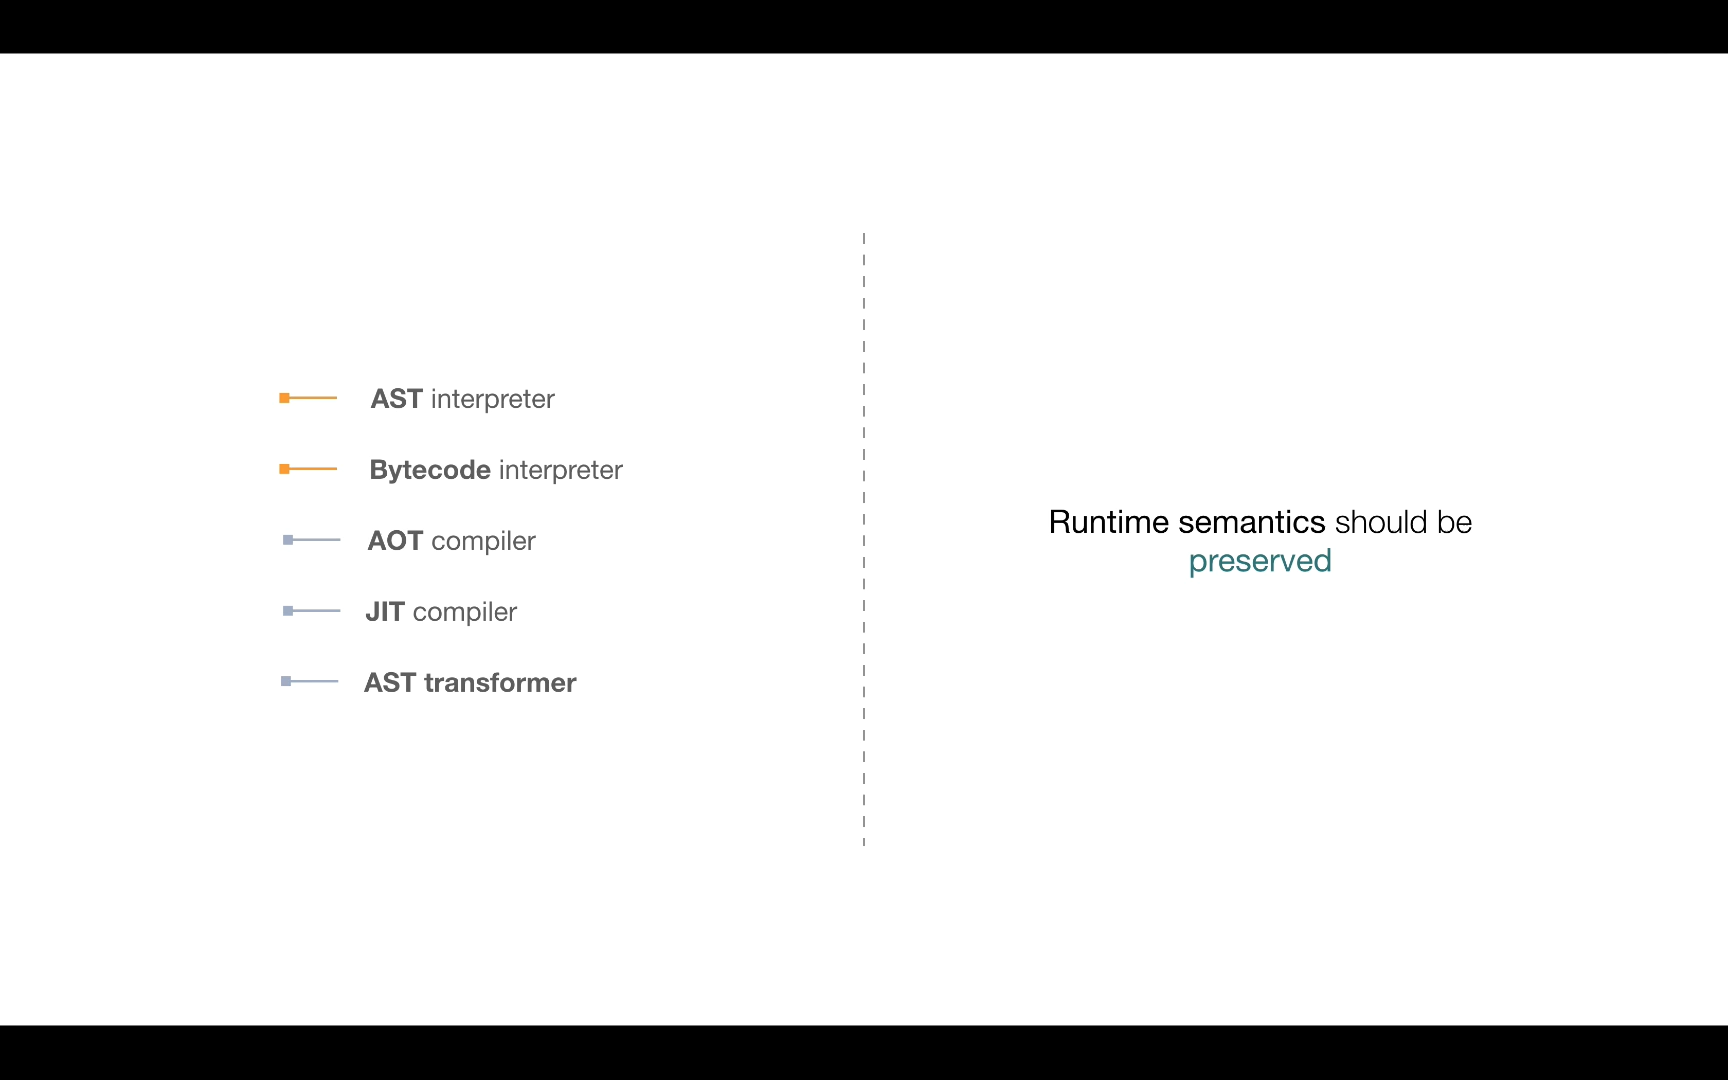 AST interpreter
Bytecode interpreter
AOT compiler
JIT compiler
AST transformer
Runtime semantics should be
preserved